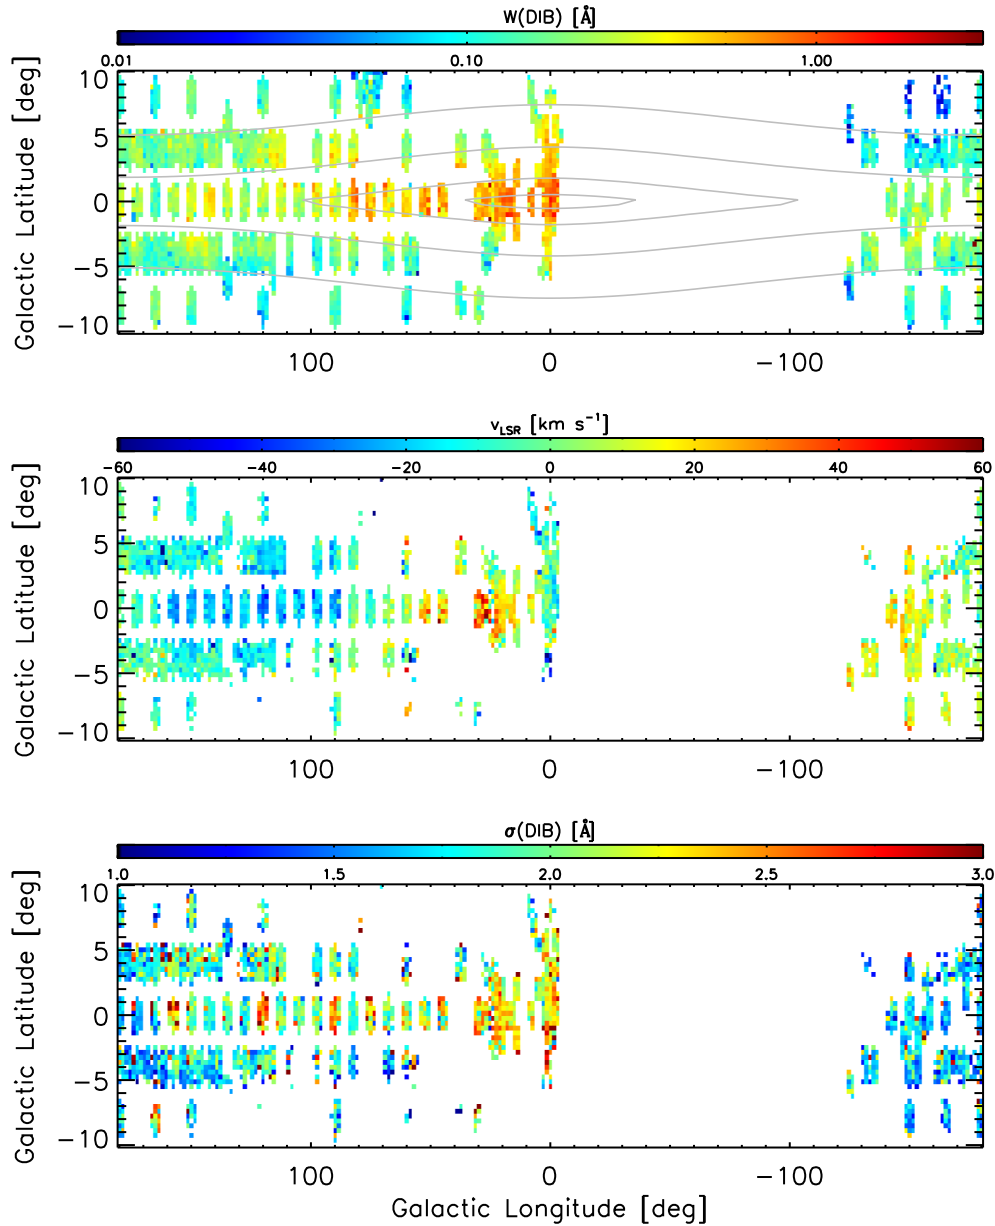 W(DIB) [Å]
0.01 0.10 1.00
Galactic Latitude [deg]
10
5
0
−5
−10
100 0 −100
v_LSR [km s⁻¹]
−60 −40 −20 0 20 40 60
Galactic Latitude [deg]
10
5
0
−5
−10
100 0 −100
σ(DIB) [Å]
1.0 1.5 2.0 2.5 3.0
Galactic Latitude [deg]
10
5
0
−5
−10
100 0 −100
Galactic Longitude [deg]